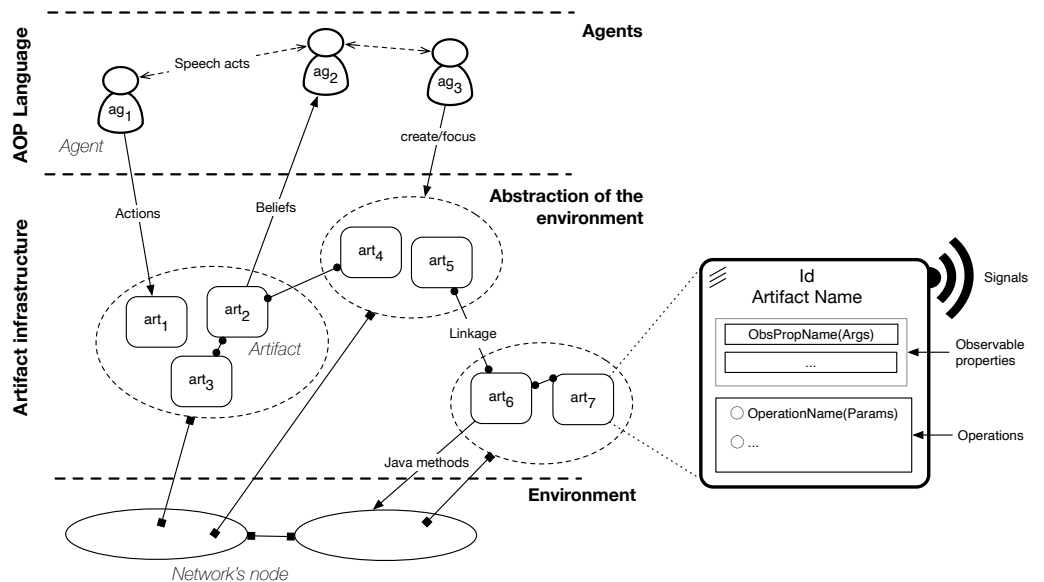 AOP Language
Agents
Speech acts
ag1
ag2
ag3
Agent
create/focus
Artifact infrastructure
Abstraction of the
environment
Actions
Beliefs
art4
art5
art1
art2
Artifact
art3
Linkage
art6
art7
Java methods
Environment
Network's node
Id
Artifact Name
Signals
ObsPropName(Args)
...
Observable
properties
OperationName(Params)
...
Operations